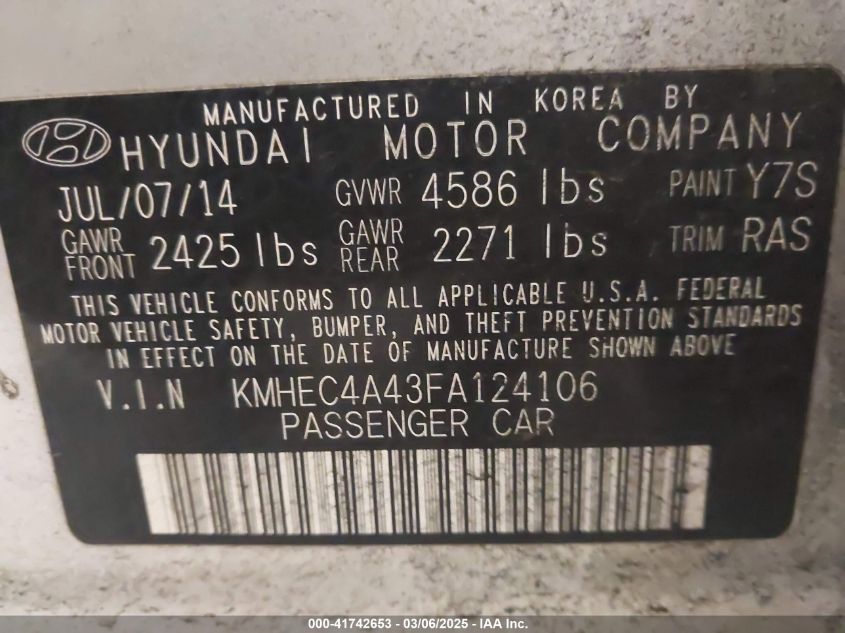 MANUFACTURED IN KOREA BY
HYUNDAI MOTOR COMPANY
JUL/07/14 GVWR 4586 lbs PAINT Y7S
GAWR FRONT 2425 lbs GAWR REAR 2271 lbs TRIM RAS
THIS VEHICLE CONFORMS TO ALL APPLICABLE U.S.A. FEDERAL
MOTOR VEHICLE SAFETY, BUMPER, AND THEFT PREVENTION STANDARDS
IN EFFECT ON THE DATE OF MANUFACTURE SHOWN ABOVE
V.I.N KMHEC4A43FA124106
PASSENGER CAR
000-41742653 — 03/06/2025 — IAA Inc.